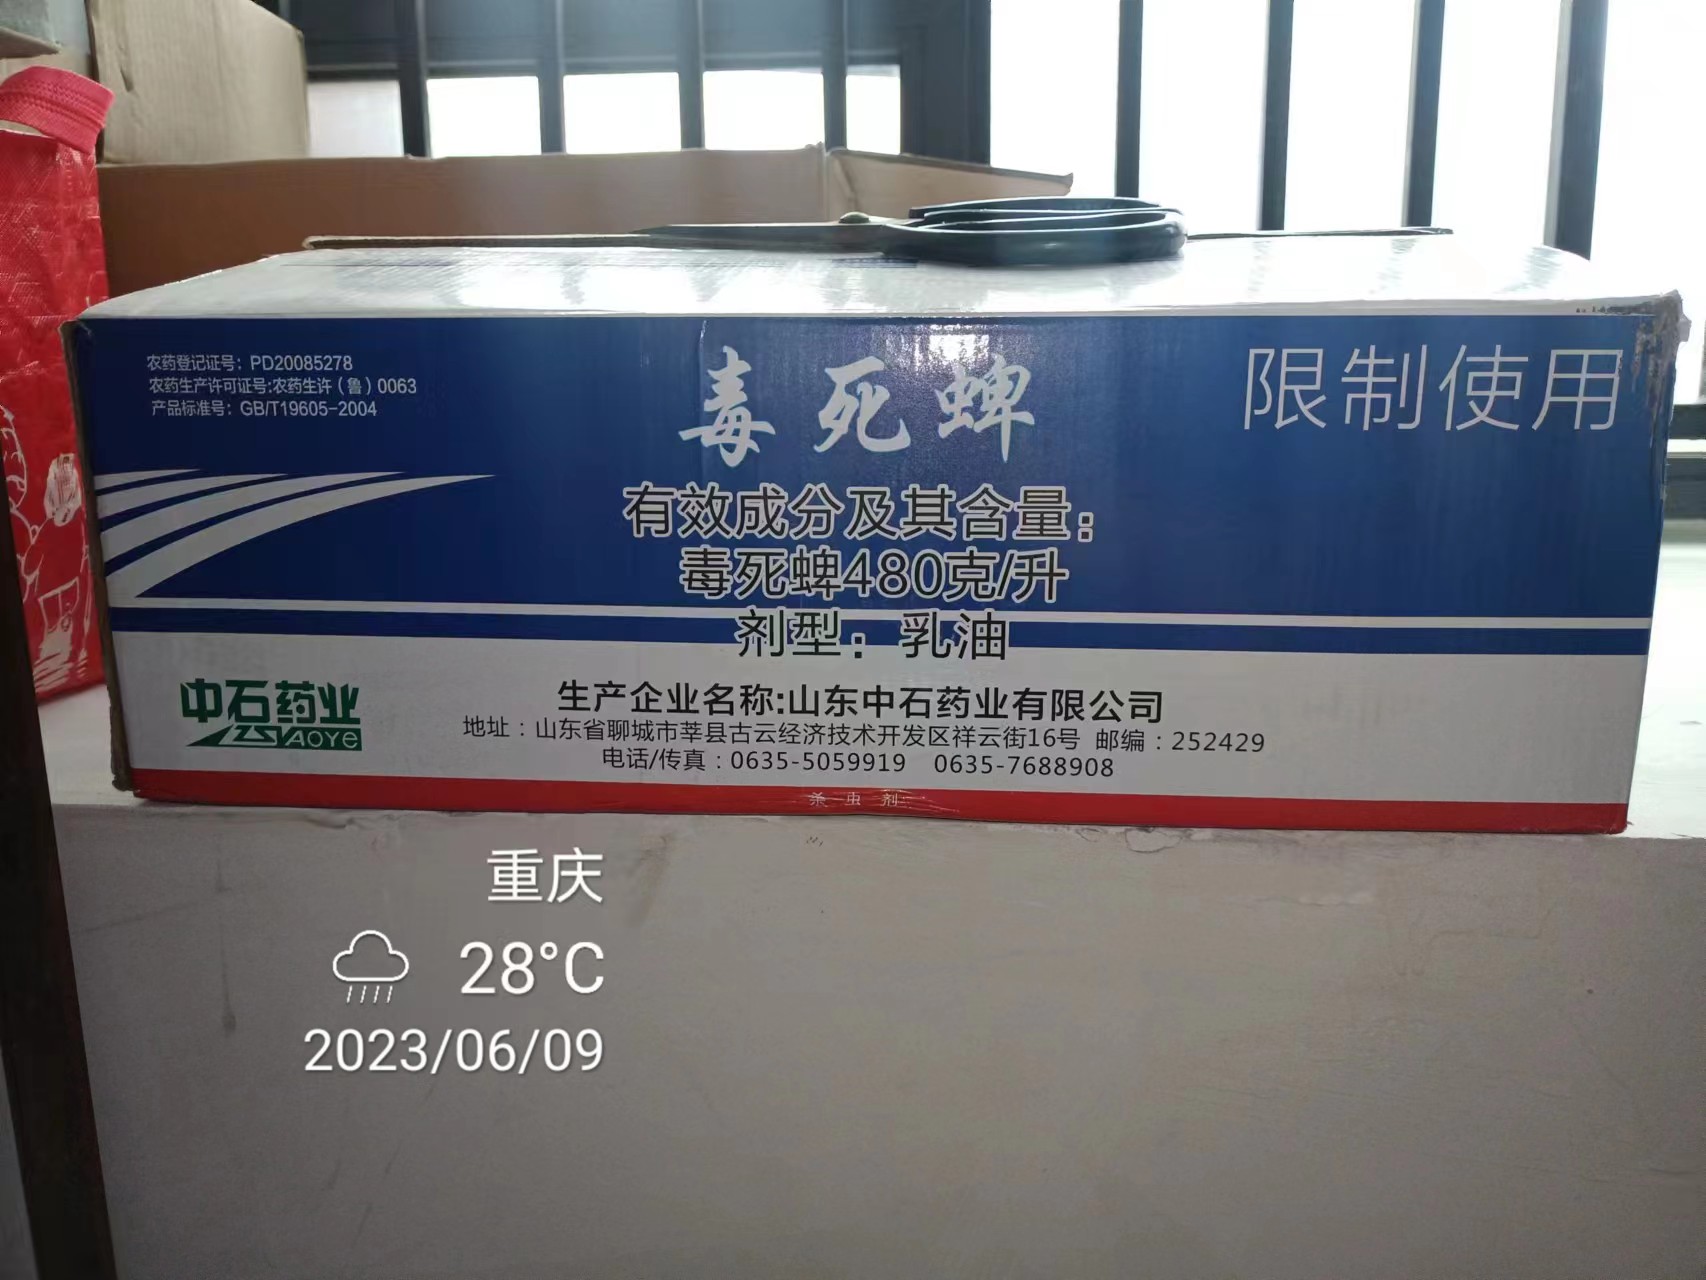 农药登记证号：PD20085278
农药生产许可证号:农药生许（鲁）0063
产品标准号：GB/T19605-2004
毒死蜱
限制使用
有效成分及其含量：
毒死蜱480克/升
剂型：乳油
中石药业
YAOYE
生产企业名称:山东中石药业有限公司
地址：山东省聊城市莘县古云经济技术开发区祥云街16号 邮编：252429
电话/传真：0635-5059919 0635-7688908
杀虫剂
重庆
28°C
2023/06/09